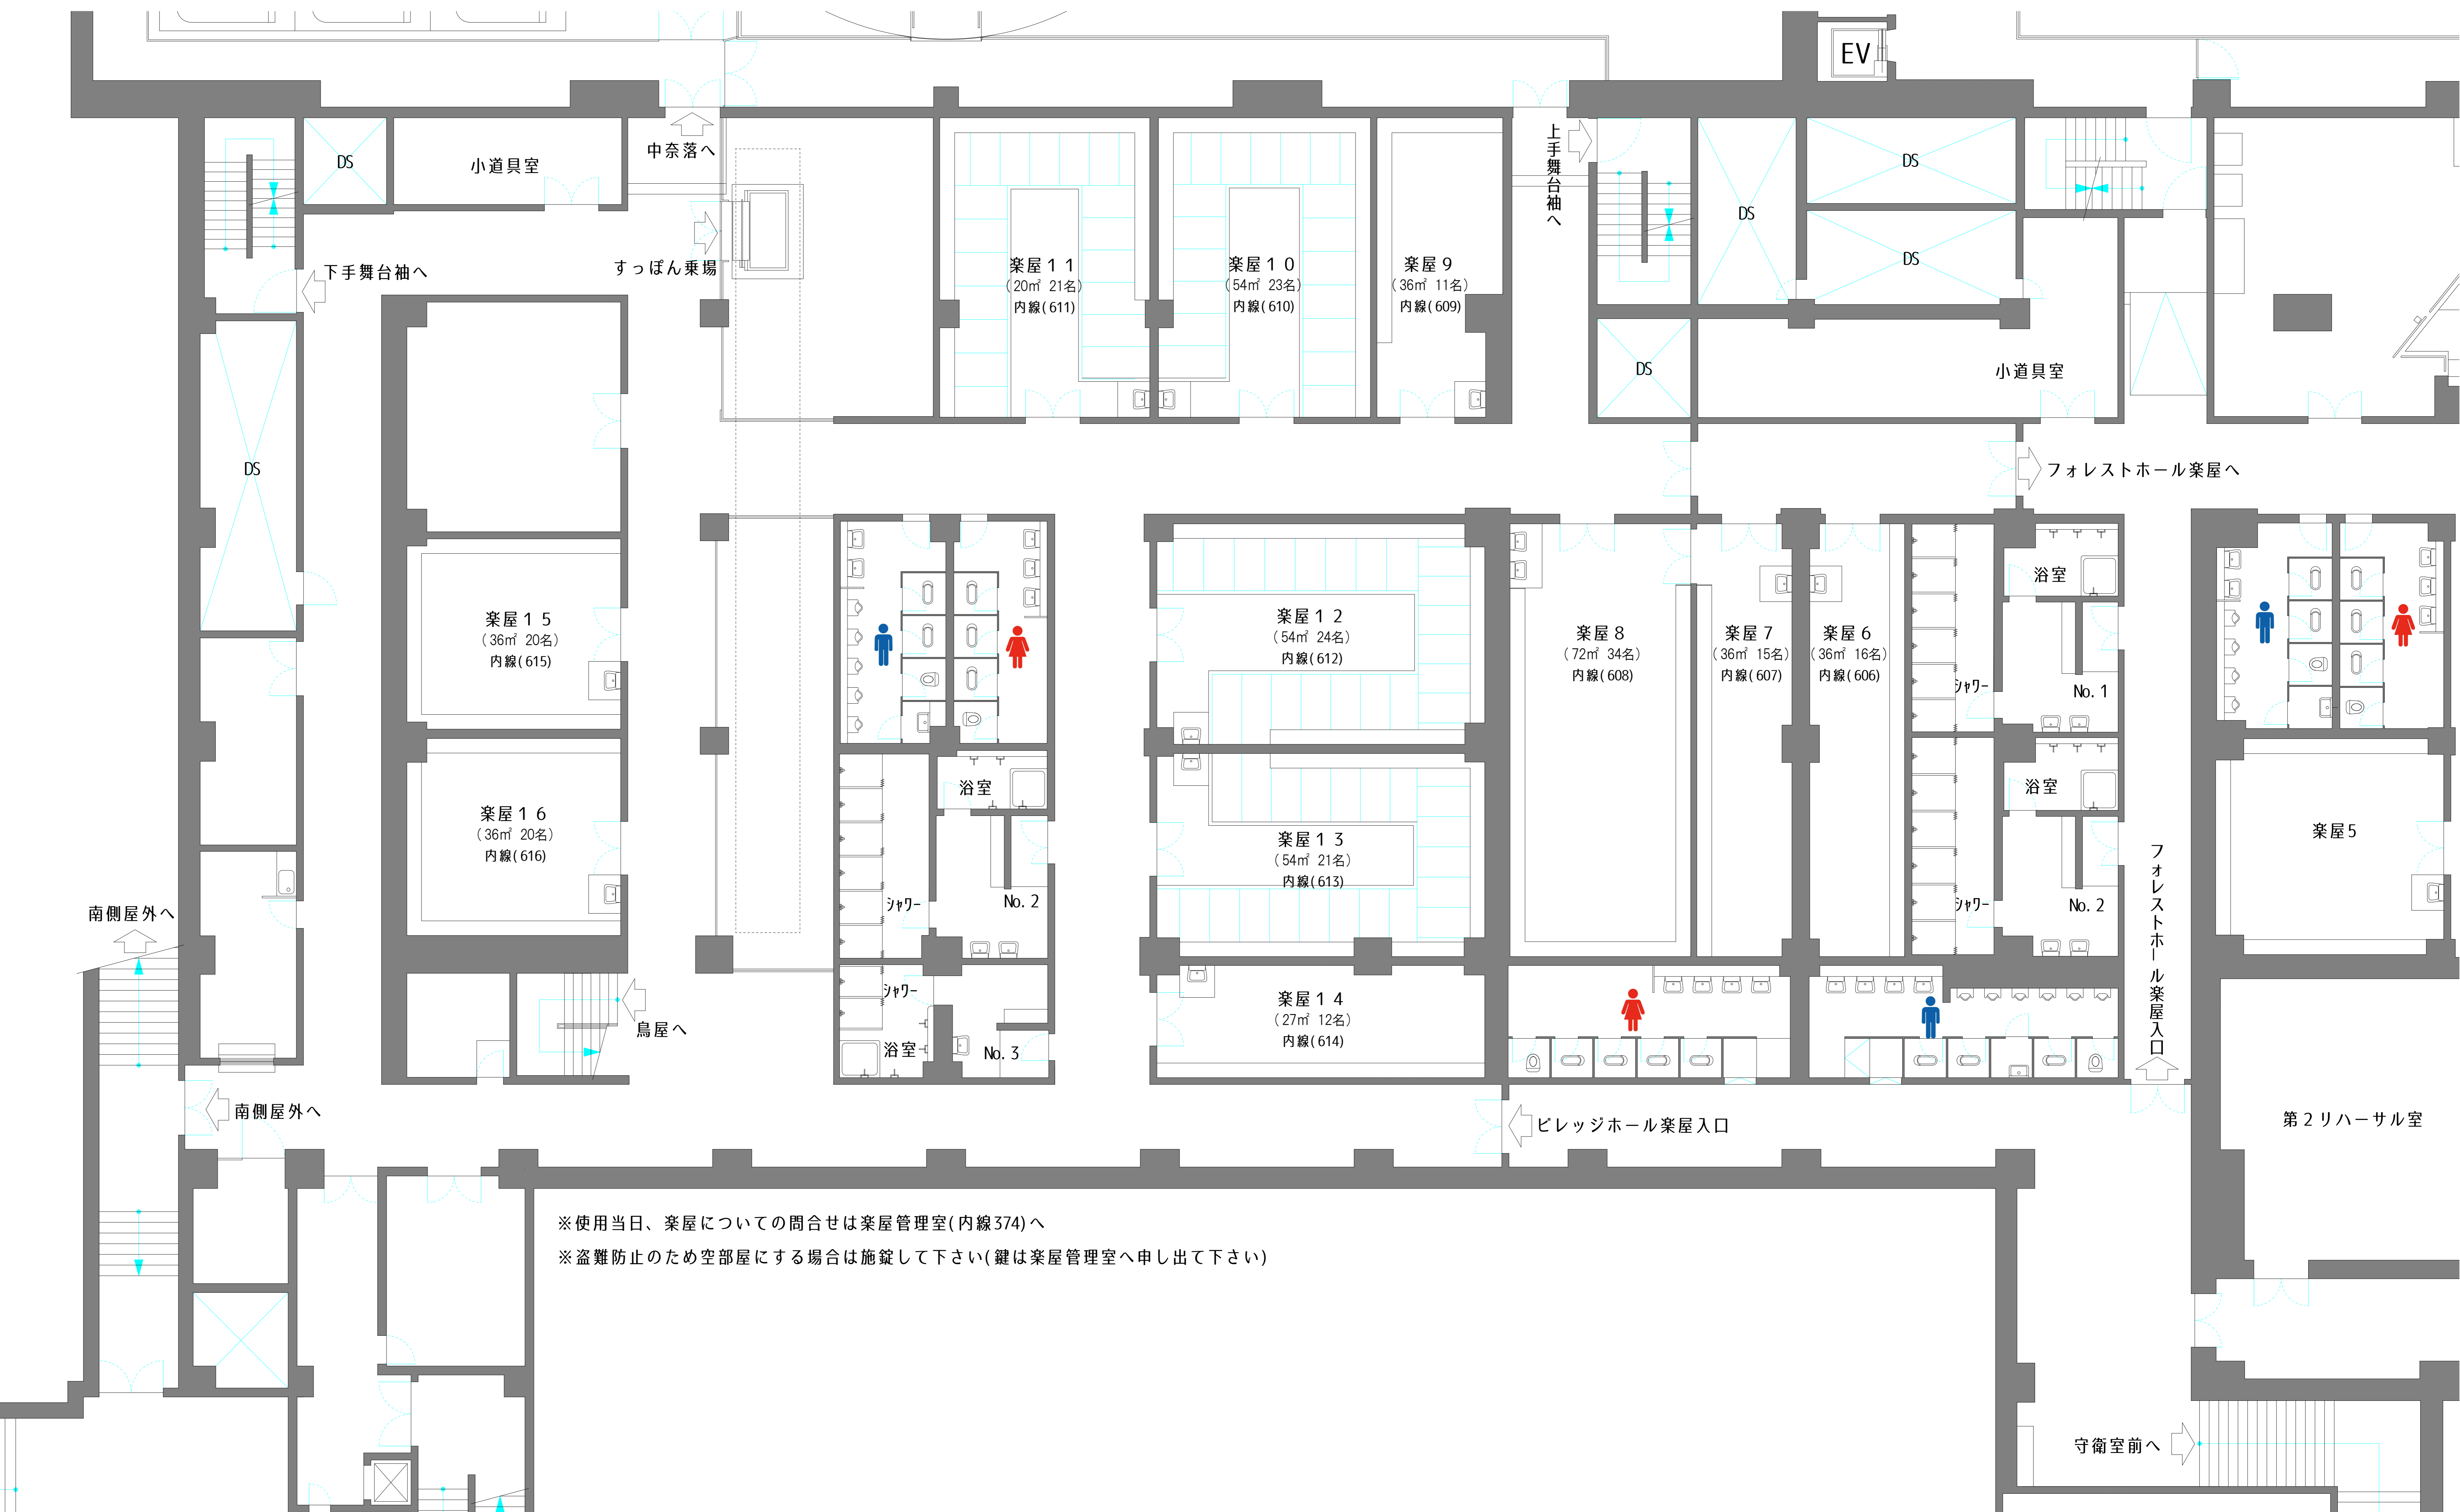 EV
中奈落へ
上手舞台袖へ
DS
小道具室
DS
DS
DS
すっぽん乗場
下手舞台袖へ
楽屋11
(20㎡ 21名)
内線(611)
楽屋10
(54㎡ 23名)
内線(610)
楽屋9
(36㎡ 11名)
内線(609)
DS
小道具室
DS
フォレストホール楽屋へ
楽屋15
(36㎡ 20名)
内線(615)
楽屋12
(54㎡ 24名)
内線(612)
楽屋8
(72㎡ 34名)
内線(608)
楽屋7
(36㎡ 15名)
内線(607)
楽屋6
(36㎡ 16名)
内線(606)
浴室
シャワー
No.1
楽屋16
(36㎡ 20名)
内線(616)
浴室
シャワー
No.2
楽屋13
(54㎡ 21名)
内線(613)
浴室
シャワー
No.2
楽屋5
南側屋外へ
フォレストホール楽屋入口
鳥屋へ
シャワー
浴室
No.3
楽屋14
(27㎡ 12名)
内線(614)
南側屋外へ
ビレッジホール楽屋入口
第2リハーサル室
※使用当日、楽屋についての問合せは楽屋管理室(内線374)へ
※盗難防止のため空部屋にする場合は施錠して下さい(鍵は楽屋管理室へ申し出て下さい)
守衛室前へ